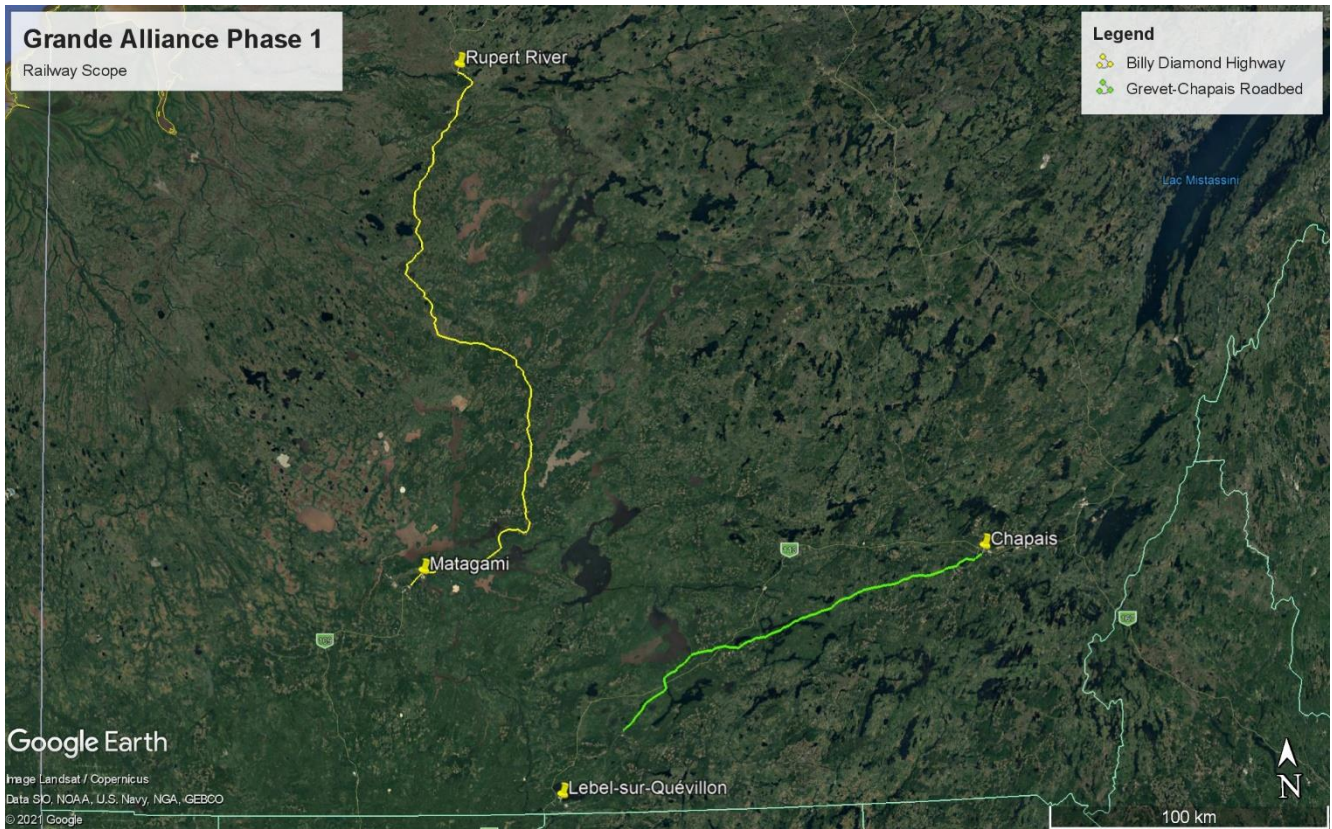 Grande Alliance Phase 1
Railway Scope
Legend
Billy Diamond Highway
Grevet-Chapais Roadbed
Rupert River
Lac Mistassini
Chapais
Matagami
Lebel-sur-Quévillon
Google Earth
Image Landsat / Copernicus
Data SIO, NOAA, U.S. Navy, NGA, GEBCO
© 2021 Google
N
100 km